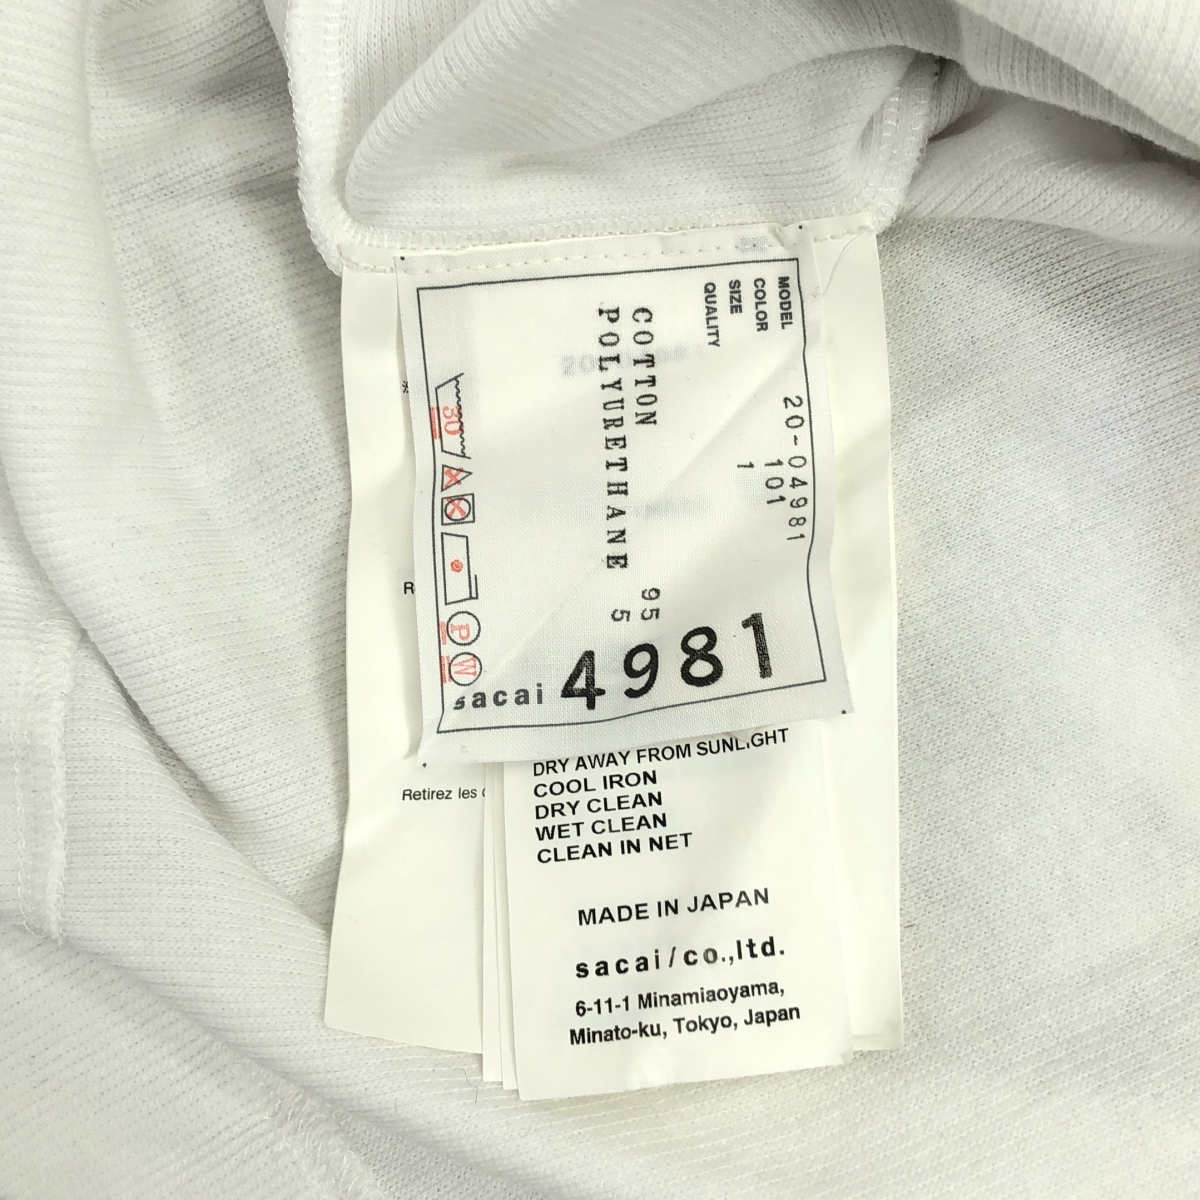 MODEL 20-04981
COLOR 101
SIZE 1
QUALITY
COTTON 95
POLYURETHANE 5
30
P
W
sacai 4981
R
Retirez les
DRY AWAY FROM SUNLIGHT
COOL IRON
DRY CLEAN
WET CLEAN
CLEAN IN NET
MADE IN JAPAN
sacai/co.,ltd.
6-11-1 Minamiaoyama,
Minato-ku, Tokyo, Japan